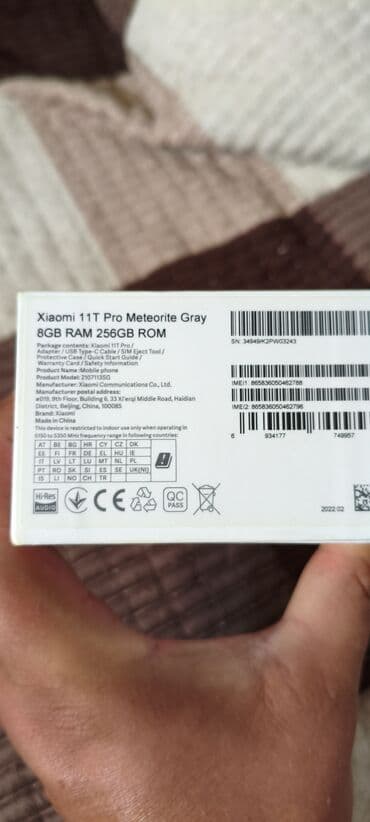 Xiaomi 11T Pro Meteorite Gray
8GB RAM 256GB ROM
Package contents: Xiaomi 11T Pro /
Adapter / USB Type-C Cable / SIM Eject Tool /
Protective Case / Quick Start Guide /
Warranty Card / Safety Information
Product Name: Mobile phone
Product Model: 2107113SG
Manufacturer: Xiaomi Communications Co., Ltd.
Manufacturer postal address:
#019, 9th Floor, Building 6, 33 Xi'erqi Middle Road, Haidian
District, Beijing, China, 100085
Brand: Xiaomi
Made in China
This device is restricted to indoor use only when operating in
5150 to 5350 MHz frequency range in following countries:
AT BE BG HR CY CZ DK
EE FI FR DE EL HU IE
IT LV LT LU MT NL PL
PT RO SK SI ES SE UK(NI)
IS LI NO CH TR
Hi-Res
AUDIO
CE
QC
PASS
SN: 34949/K2PW03243
IMEI1: 865836050462788
IMEI2: 865836050462796
6 934177 749957
2022.02